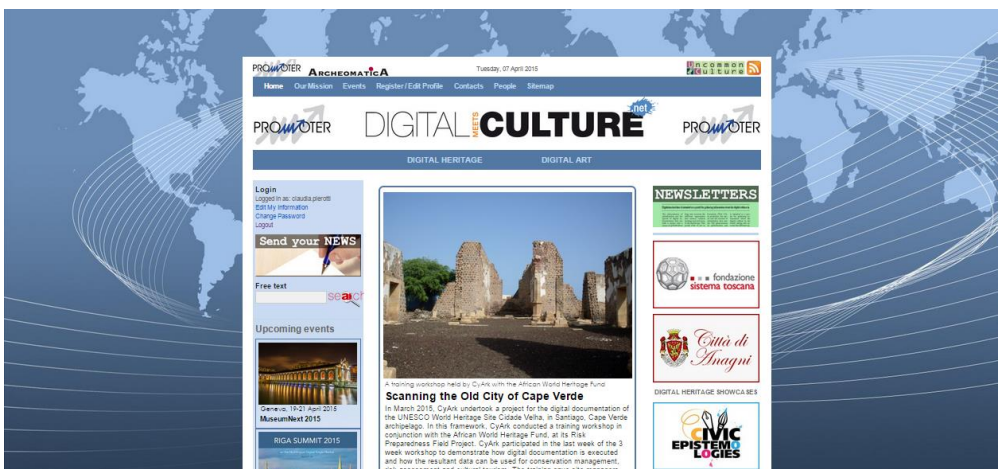 PROMOTER ARCHEOMATICA Tuesday, 07 April 2015 Uncommon Culture
Home Our Mission Events Register / Edit Profile Contacts People Sitemap
PROMOTER DIGITAL MEETS CULTURE .net PROMOTER
DIGITAL HERITAGE DIGITAL ART
Login
Logged in as: claudia.pierotti
Edit My Information
Change Password
Logout
Send your NEWS
Free text
search
Upcoming events
Geneva, 19-21 April 2015
MuseumNext 2015
RIGA SUMMIT 2015
A training workshop held by CyArk with the African World Heritage Fund
Scanning the Old City of Cape Verde
In March 2015, CyArk undertook a project for the digital documentation of
the UNESCO World Heritage Site Cidade Velha, in Santiago, Cape Verde
archipelago. In this framework, CyArk conducted a training workshop in
conjunction with the African World Heritage Fund, at its Risk
Preparedness Field Project. CyArk participated in the last week of the 3
week workshop to demonstrate how digital documentation is executed
and how the resultant data can be used for conservation management,
NEWSLETTERS
fondazione
sistema toscana
Città di
Anagni
DIGITAL HERITAGE SHOWCASES
CIVIC
EPISTEMO
LOGIES